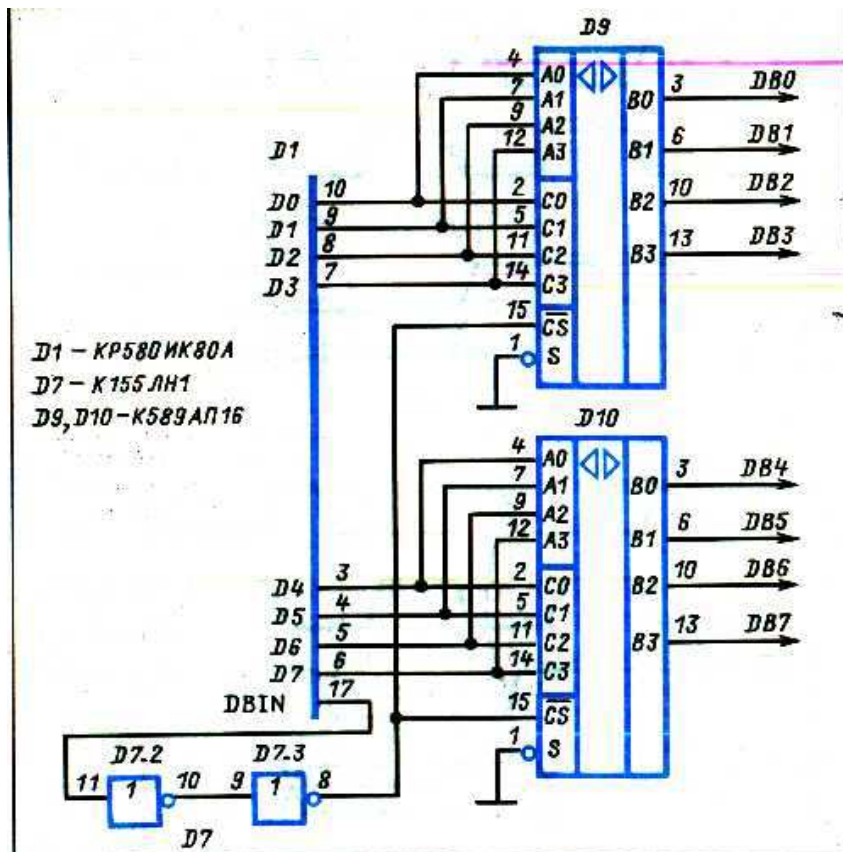 D9
4 A0
7 A1
9 A2
12 A3
2 C0
5 C1
11 C2
14 C3
15 C̅S̅
1 S
B0 3 DB0
B1 6 DB1
B2 10 DB2
B3 13 DB3
D1
D0 10
D1 9
D2 8
D3 7
D1 – КР580ИК80А
D7 – К155ЛН1
D9, D10 – К589АП16
D10
4 A0
7 A1
9 A2
12 A3
2 C0
5 C1
11 C2
14 C3
15 C̅S̅
1 S
B0 3 DB4
B1 6 DB5
B2 10 DB6
B3 13 DB7
D4 3
D5 4
D6 5
D7 6
DBIN 17
D7.2
D7.3
11 1 10
9 1 8
D7